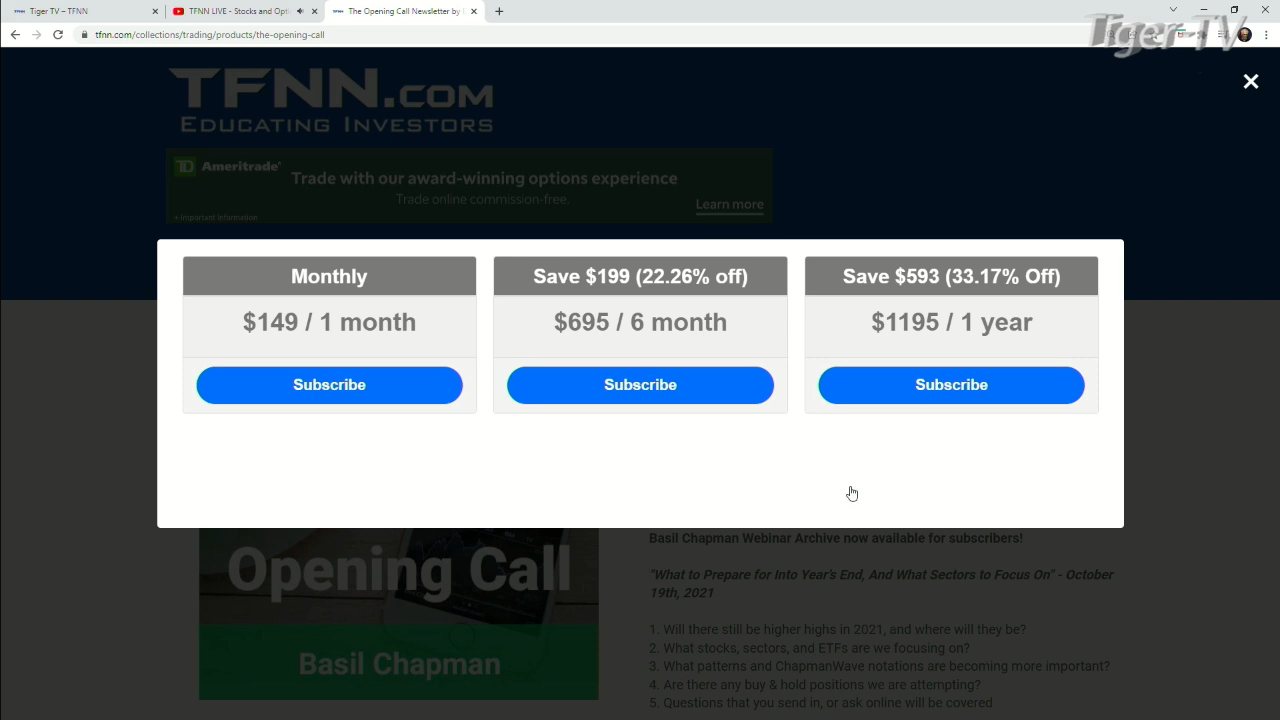 Tiger TV – TFNN
TFNN LIVE - Stocks and Opti
The Opening Call Newsletter by
tfnn.com/collections/trading/products/the-opening-call
Tiger TV
TFNN.COM
EDUCATING INVESTORS
TD Ameritrade
Trade with our award-winning options experience
Trade online commission-free.
+ Important Information
Learn more
Monthly
$149 / 1 month
Subscribe
Save $199 (22.26% off)
$695 / 6 month
Subscribe
Save $593 (33.17% Off)
$1195 / 1 year
Subscribe
Opening Call
Basil Chapman
Basil Chapman Webinar Archive now available for subscribers!
"What to Prepare for Into Year's End, And What Sectors to Focus On" - October
19th, 2021
1. Will there still be higher highs in 2021, and where will they be?
2. What stocks, sectors, and ETFs are we focusing on?
3. What patterns and ChapmanWave notations are becoming more important?
4. Are there any buy & hold positions we are attempting?
5. Questions that you send in, or ask online will be covered